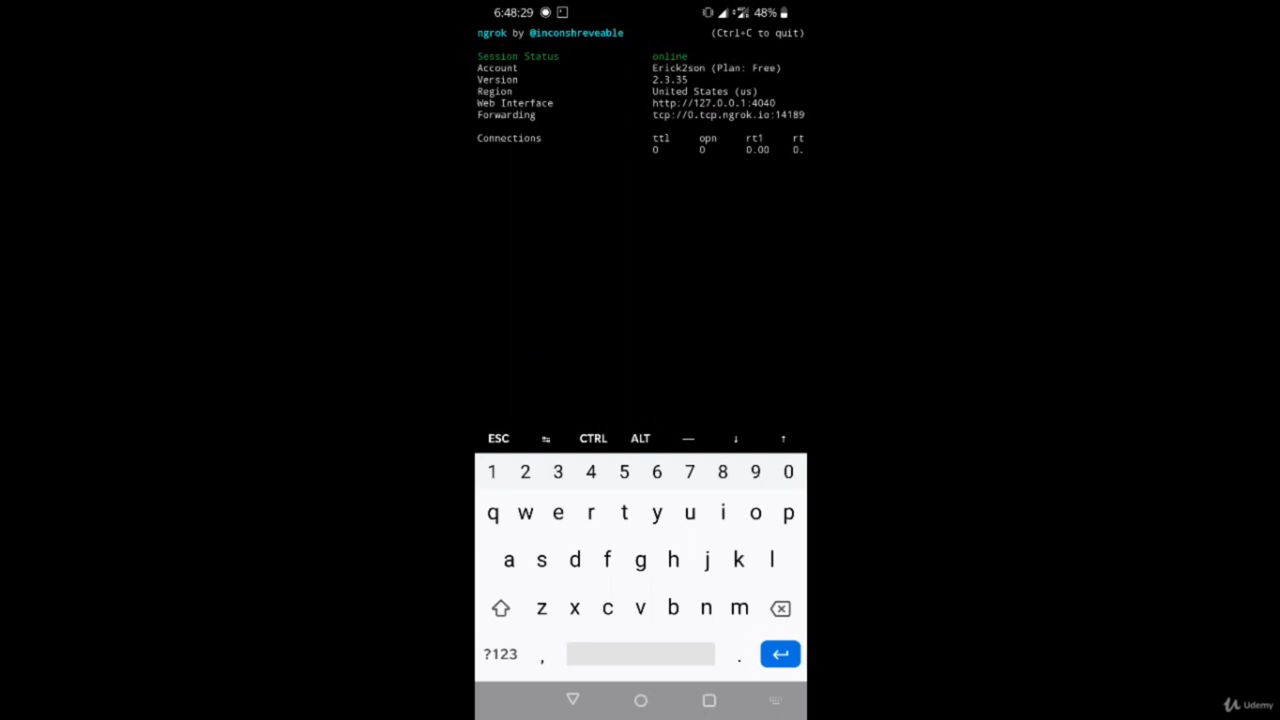 6:48:29 48%
ngrok by @inconshreveable (Ctrl+C to quit)
Session Status online
Account Erick2son (Plan: Free)
Version 2.3.35
Region United States (us)
Web Interface http://127.0.0.1:4040
Forwarding tcp://0.tcp.ngrok.io:14189
Connections ttl opn rt1 rt
0 0 0.00 0.
ESC CTRL ALT — ↓ ↑
1 2 3 4 5 6 7 8 9 0
q w e r t y u i o p
a s d f g h j k l
z x c v b n m
?123 , .
Udemy